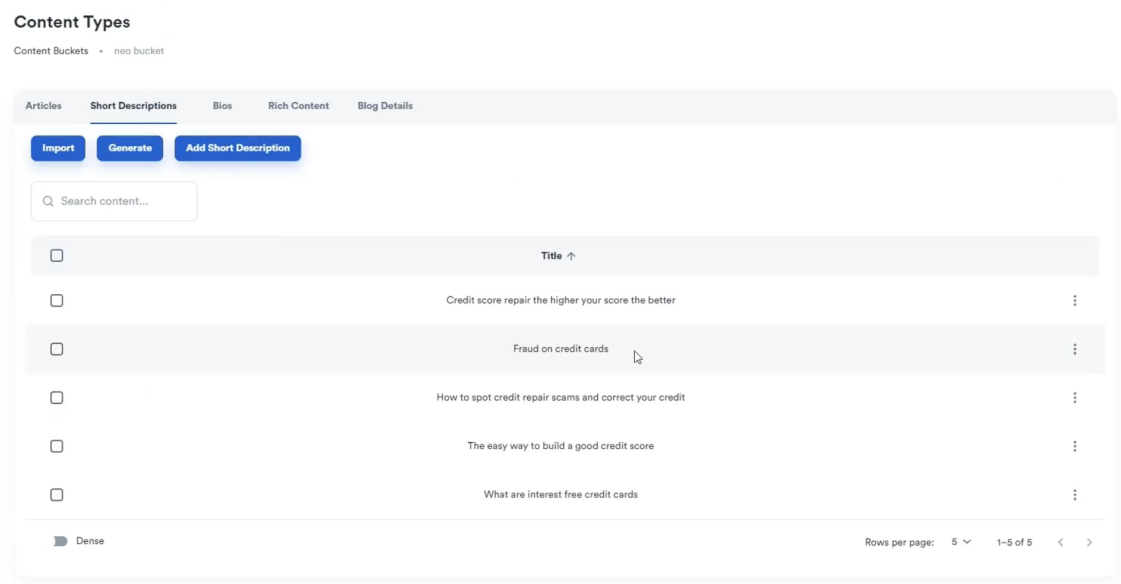 Content Types
Content Buckets • neo bucket
Articles Short Descriptions Bios Rich Content Blog Details
Import Generate Add Short Description
Search content...
Title ↑
Credit score repair the higher your score the better
Fraud on credit cards
How to spot credit repair scams and correct your credit
The easy way to build a good credit score
What are interest free credit cards
Dense Rows per page: 5 1–5 of 5